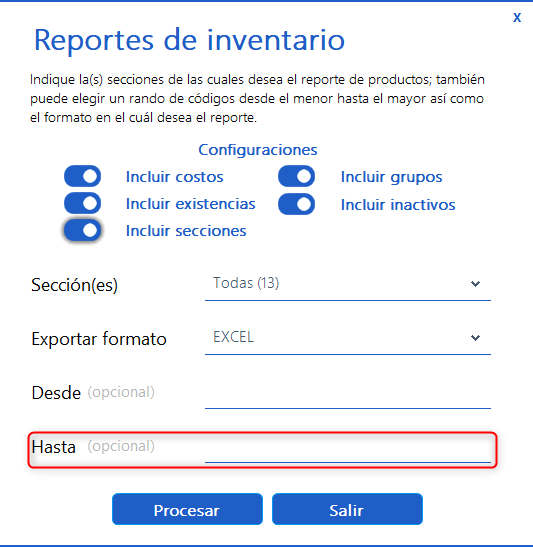 x
Reportes de inventario
Indique la(s) secciones de las cuales desea el reporte de productos; también
puede elegir un rando de códigos desde el menor hasta el mayor así como
el formato en el cuál desea el reporte.
Configuraciones
Incluir costos
Incluir grupos
Incluir existencias
Incluir inactivos
Incluir secciones
Sección(es) Todas (13)
Exportar formato EXCEL
Desde (opcional)
Hasta (opcional)
Procesar Salir